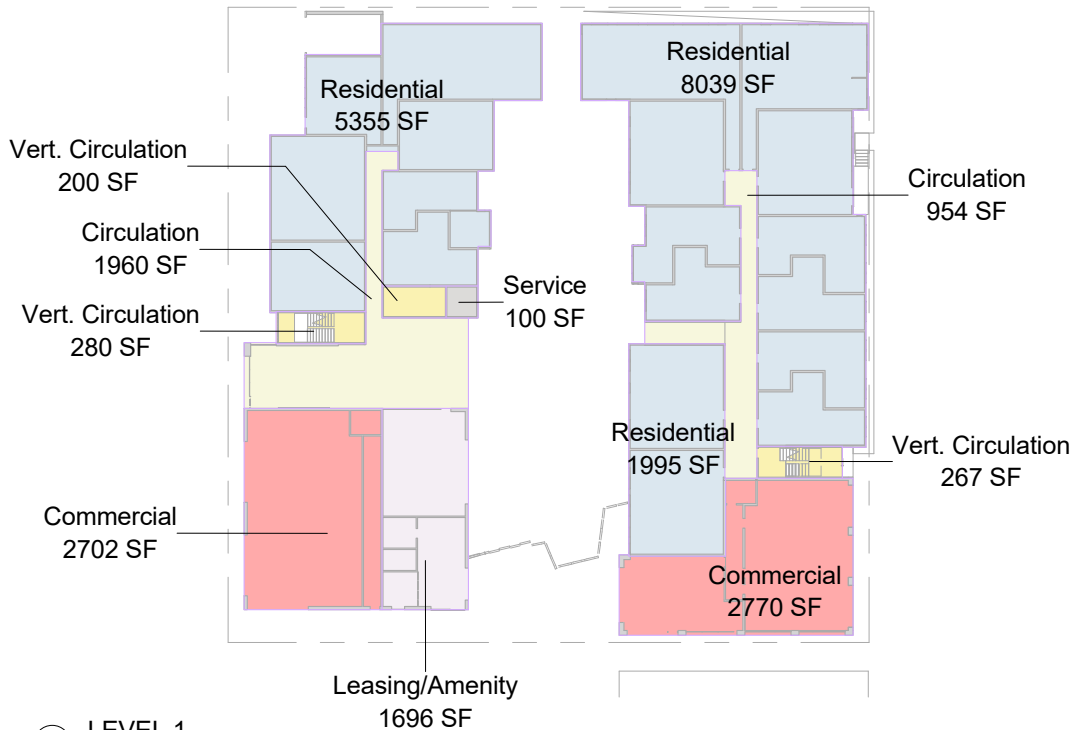 Residential
8039 SF
Residential
5355 SF
Vert. Circulation
200 SF
Circulation
954 SF
Circulation
1960 SF
Service
100 SF
Vert. Circulation
280 SF
Residential
1995 SF
Vert. Circulation
267 SF
Commercial
2702 SF
Commercial
2770 SF
Leasing/Amenity
1696 SF
LEVEL 1